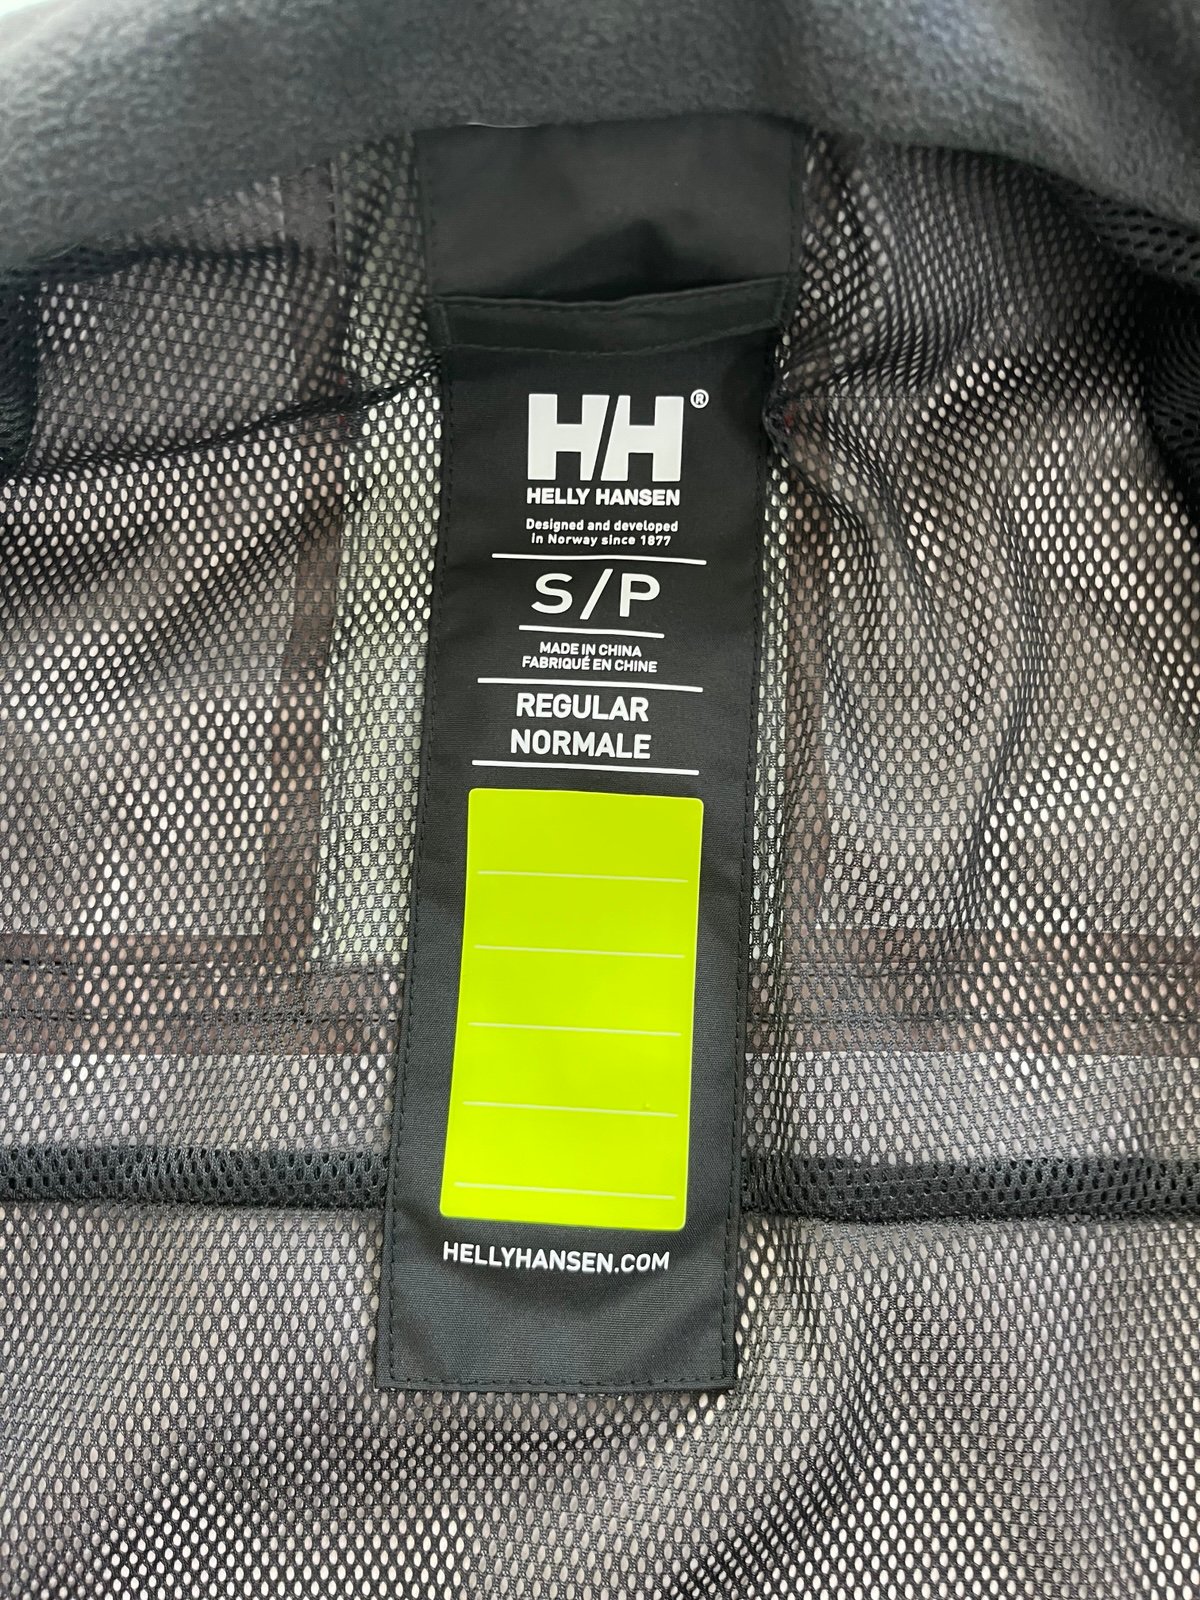 HH®
HELLY HANSEN
Designed and developed
in Norway since 1877
S/P
MADE IN CHINA
FABRIQUÉ EN CHINE
REGULAR
NORMALE
HELLYHANSEN.COM